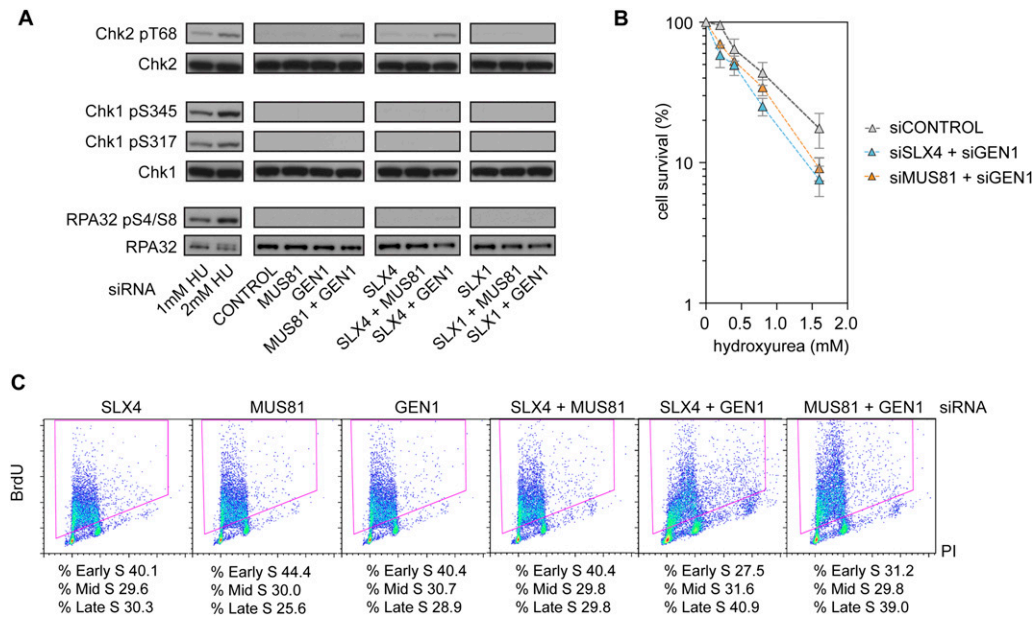 A
Chk2 pT68
Chk2
Chk1 pS345
Chk1 pS317
Chk1
RPA32 pS4/S8
RPA32
siRNA
1mM HU
2mM HU
CONTROL
MUS81
GEN1
MUS81 + GEN1
SLX4
SLX4 + MUS81
SLX4 + GEN1
SLX1
SLX1 + MUS81
SLX1 + GEN1
B
cell survival (%)
100
10
1
0
0.5
1.0
1.5
2.0
hydroxyurea (mM)
siCONTROL
siSLX4 + siGEN1
siMUS81 + siGEN1
C
SLX4 MUS81 GEN1 SLX4 + MUS81 SLX4 + GEN1 MUS81 + GEN1 siRNA
BrdU
PI
% Early S 40.1
% Mid S 29.6
% Late S 30.3
% Early S 44.4
% Mid S 30.0
% Late S 25.6
% Early S 40.4
% Mid S 30.7
% Late S 28.9
% Early S 40.4
% Mid S 29.8
% Late S 29.8
% Early S 27.5
% Mid S 31.6
% Late S 40.9
% Early S 31.2
% Mid S 29.8
% Late S 39.0